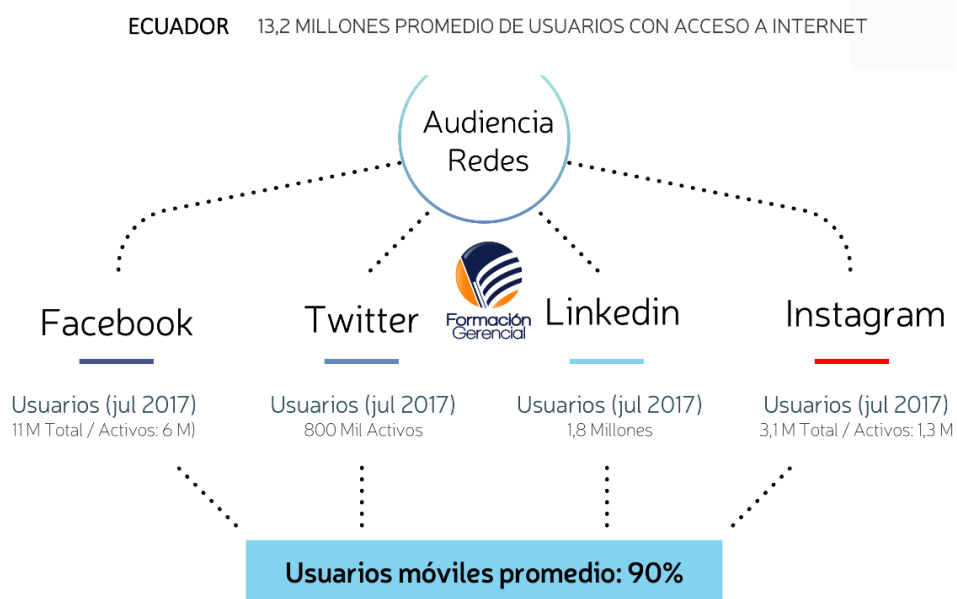 ECUADOR 13,2 MILLONES PROMEDIO DE USUARIOS CON ACCESO A INTERNET
Audiencia
Redes
Facebook
Twitter
Formación
Gerencial
Linkedin
Instagram
Usuarios (jul 2017)
11 M Total / Activos: 6 M)
Usuarios (jul 2017)
800 Mil Activos
Usuarios (jul 2017)
1,8 Millones
Usuarios (jul 2017)
3,1 M Total / Activos: 1,3 M
Usuarios móviles promedio: 90%